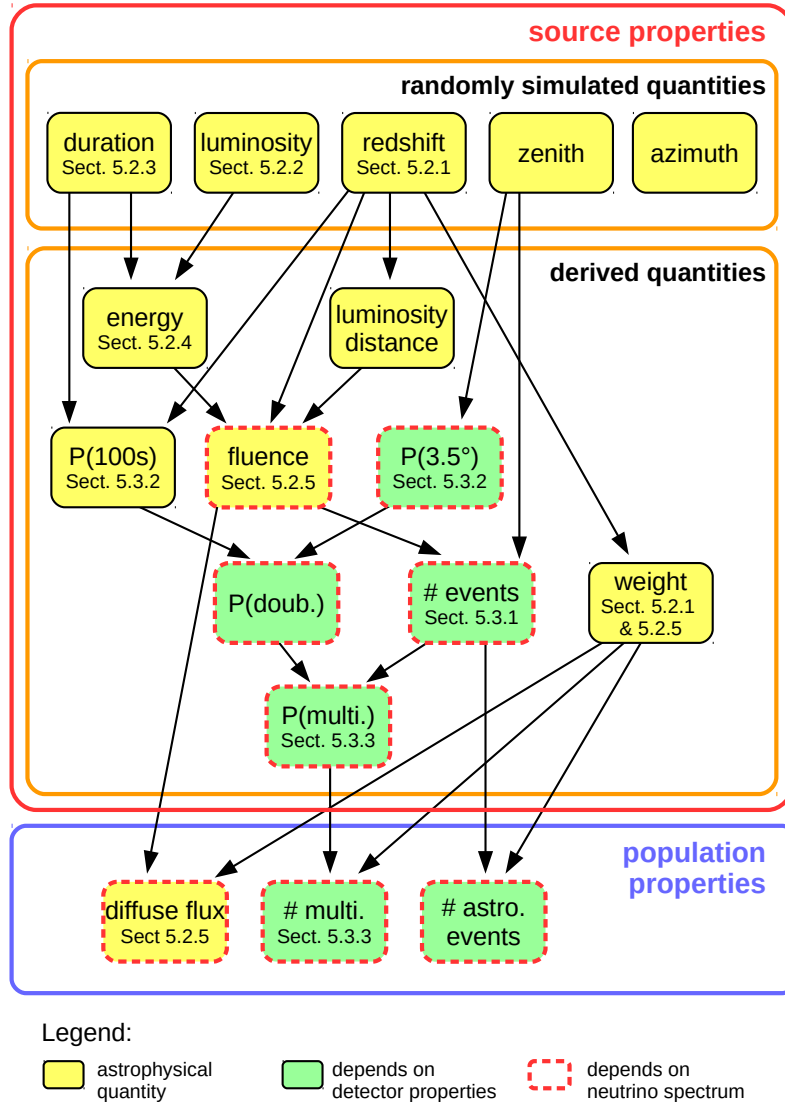 source properties
randomly simulated quantities
duration
Sect. 5.2.3
luminosity
Sect. 5.2.2
redshift
Sect. 5.2.1
zenith
azimuth
derived quantities
energy
Sect. 5.2.4
luminosity
distance
P(100s)
Sect. 5.3.2
fluence
Sect. 5.2.5
P(3.5°)
Sect. 5.3.2
P(doub.)
# events
Sect. 5.3.1
weight
Sect. 5.2.1
& 5.2.5
P(multi.)
Sect. 5.3.3
population
properties
diffuse flux
Sect 5.2.5
# multi.
Sect. 5.3.3
# astro.
events
Legend:
astrophysical
quantity
depends on
detector properties
depends on
neutrino spectrum